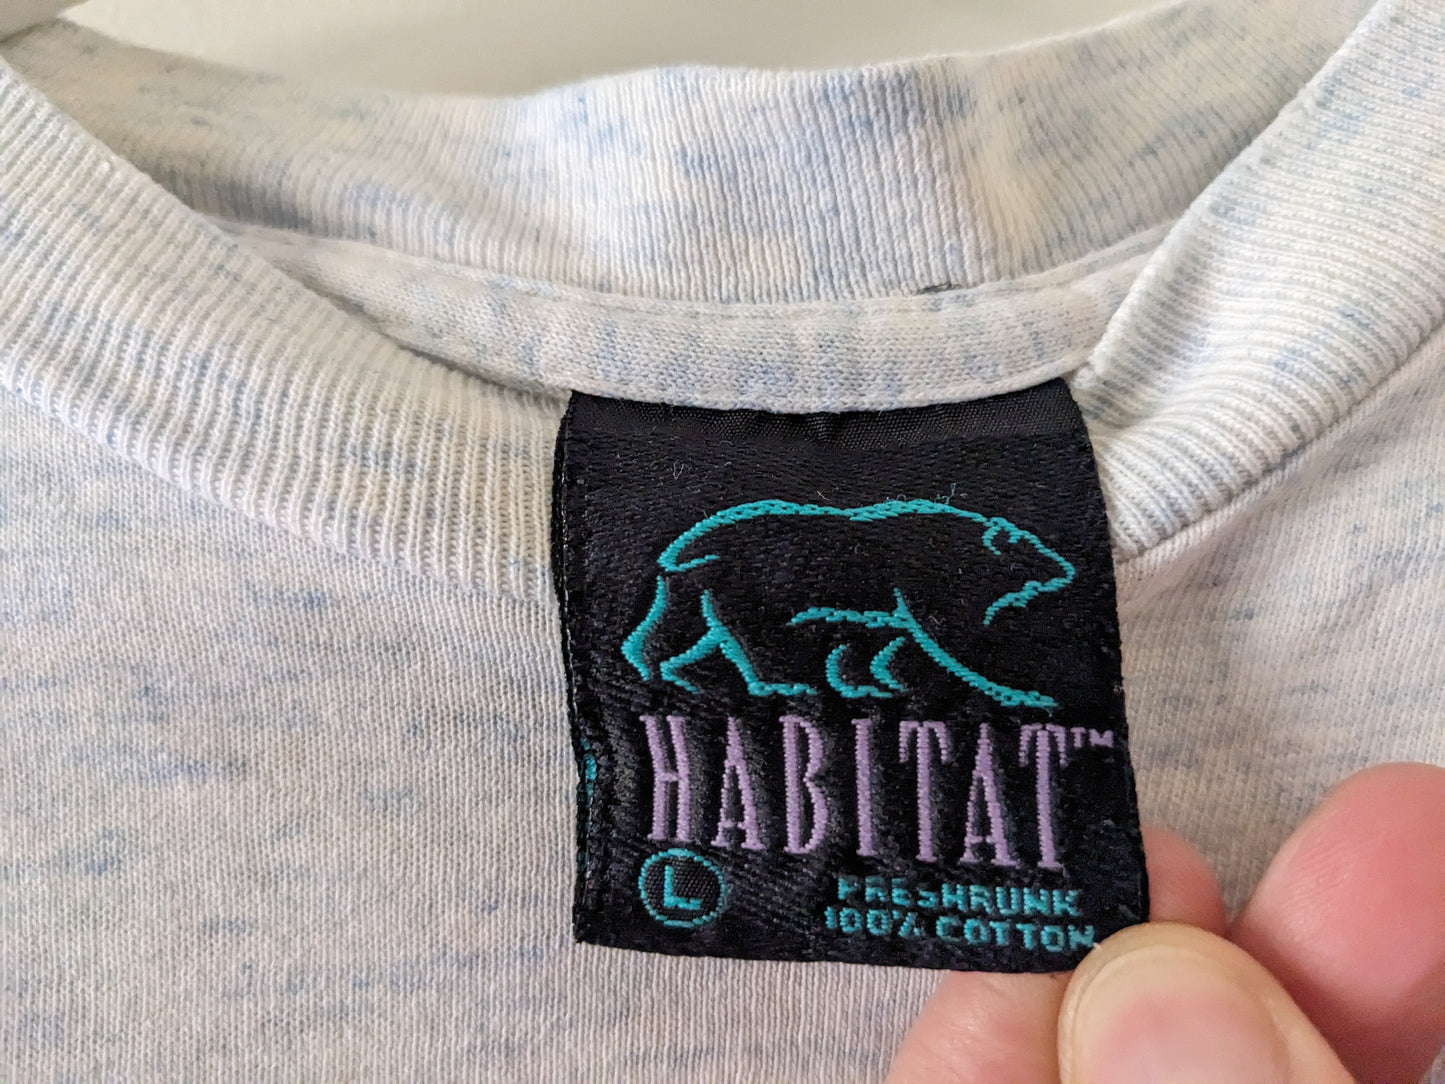 HABITAT™
L
PRESHRUNK
100% COTTON